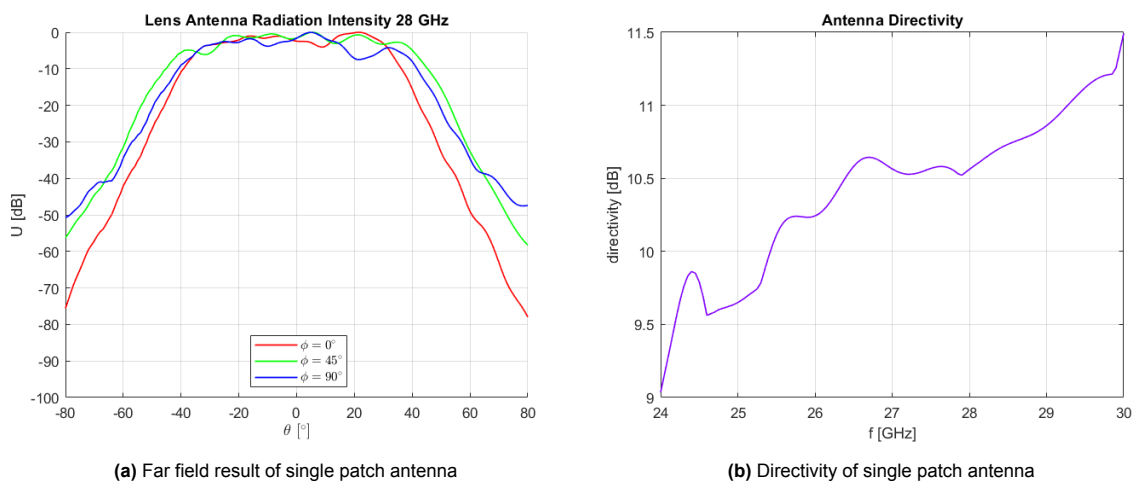 Lens Antenna Radiation Intensity 28 GHz
0
-10
-20
-30
-40
-50
-60
-70
-80
-90
-100
U [dB]
ϕ = 0°
ϕ = 45°
ϕ = 90°
-80 -60 -40 -20 0 20 40 60 80
θ [°]
(a) Far field result of single patch antenna
Antenna Directivity
11.5
11
10.5
10
9.5
9
directivity [dB]
24 25 26 27 28 29 30
f [GHz]
(b) Directivity of single patch antenna